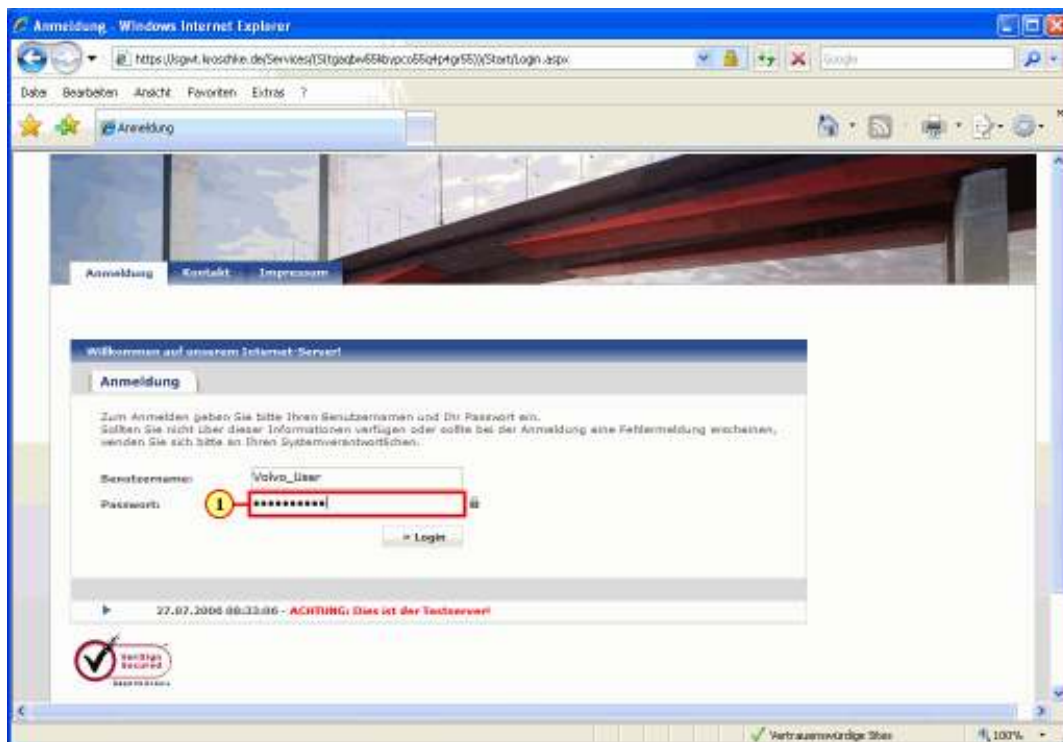 Anmeldung - Windows Internet Explorer
Datei Bearbeiten Ansicht Favoriten Extras ?
Anmeldung
Google
Anmeldung Kontakt Impressum
Willkommen auf unserem Internet-Server!
Anmeldung
Zum Anmelden geben Sie bitte Ihren Benutzernamen und Ihr Passwort ein.
Sollten Sie nicht über dieser Informationen verfügen oder sollte bei der Anmeldung eine Fehlermeldung erscheinen,
wenden Sie sich bitte an Ihren Systemverantwortlichen.
Benutzername: Volvo_User
Passwort: 1 ••••••••••
» Login
27.07.2006 08:33:06 - ACHTUNG: Dies ist der Testserver!
VeriSign
Secured
Vertrauenswürdige Sites 100%